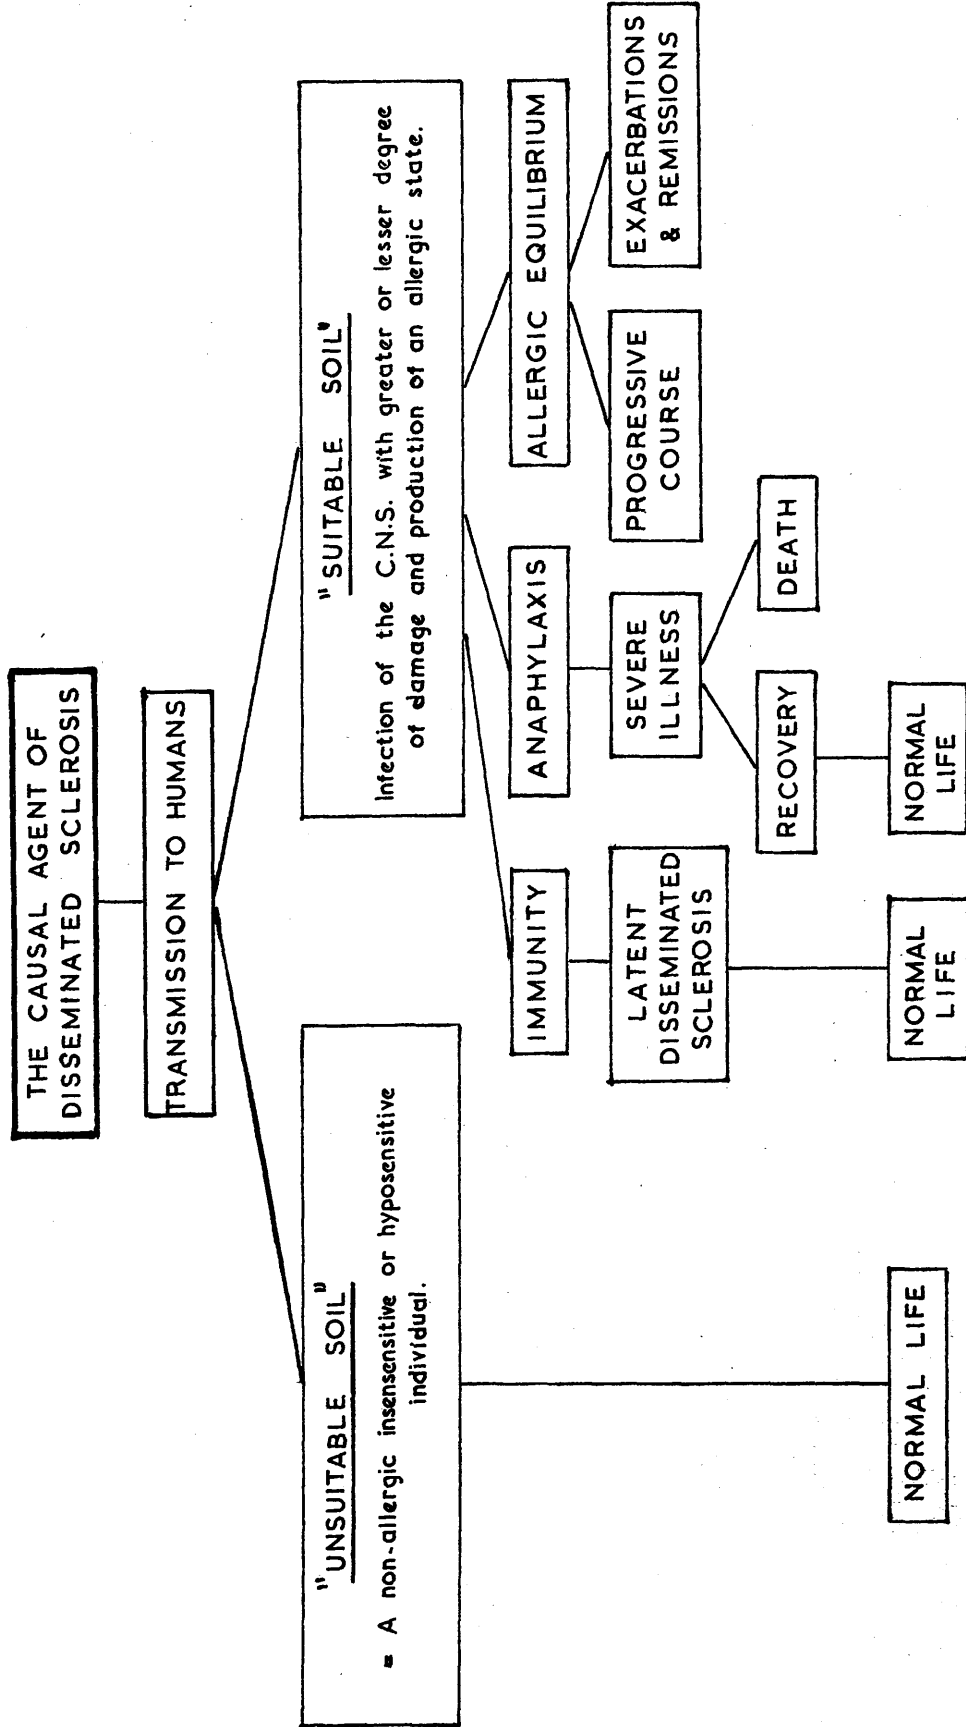 THE CAUSAL AGENT OF
DISSEMINATED SCLEROSIS
TRANSMISSION TO HUMANS
"UNSUITABLE SOIL"
= A non-allergic insensitive or hyposensitive
individual.
"SUITABLE SOIL"
Infection of the C.N.S. with greater or lesser degree
of damage and production of an allergic state.
IMMUNITY
ANAPHYLAXIS
ALLERGIC EQUILIBRIUM
LATENT
DISSEMINATED
SCLEROSIS
SEVERE
ILLNESS
PROGRESSIVE
COURSE
EXACERBATIONS
& REMISSIONS
RECOVERY
DEATH
NORMAL LIFE
NORMAL
LIFE
NORMAL
LIFE